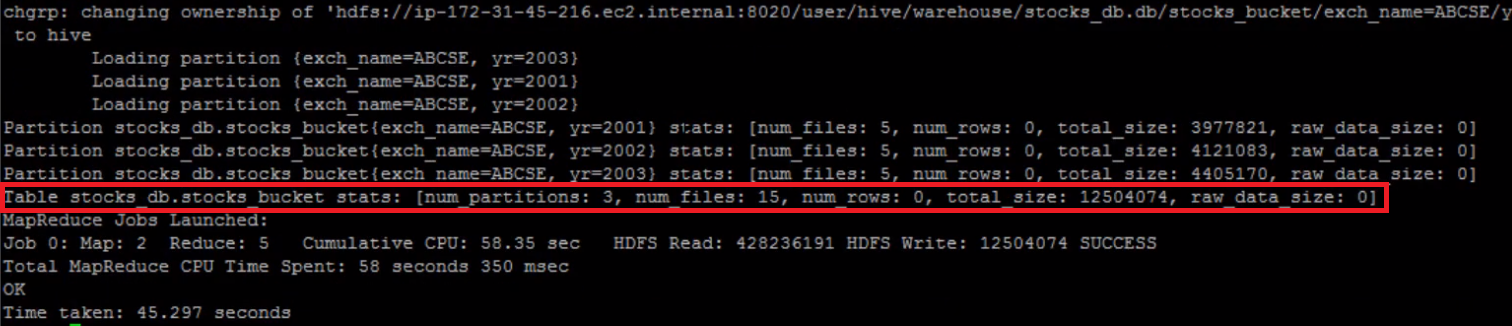 chgrp: changing ownership of 'hdfs://ip-172-31-45-216.ec2.internal:8020/user/hive/warehouse/stocks_db.db/stocks_bucket/exch_name=ABCSE/y
to hive
Loading partition {exch_name=ABCSE, yr=2003}
Loading partition {exch_name=ABCSE, yr=2001}
Loading partition {exch_name=ABCSE, yr=2002}
Partition stocks_db.stocks_bucket{exch_name=ABCSE, yr=2001} stats: [num_files: 5, num_rows: 0, total_size: 3977821, raw_data_size: 0]
Partition stocks_db.stocks_bucket{exch_name=ABCSE, yr=2002} stats: [num_files: 5, num_rows: 0, total_size: 4121083, raw_data_size: 0]
Partition stocks_db.stocks_bucket{exch_name=ABCSE, yr=2003} stats: [num_files: 5, num_rows: 0, total_size: 4405170, raw_data_size: 0]
Table stocks_db.stocks_bucket stats: [num_partitions: 3, num_files: 15, num_rows: 0, total_size: 12504074, raw_data_size: 0]
MapReduce Jobs Launched:
Job 0: Map: 2  Reduce: 5   Cumulative CPU: 58.35 sec   HDFS Read: 428236191 HDFS Write: 12504074 SUCCESS
Total MapReduce CPU Time Spent: 58 seconds 350 msec
OK
Time taken: 45.297 seconds